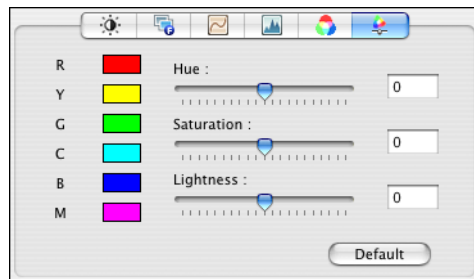 R
Hue :
0
Y
G
Saturation :
0
C
B
Lightness :
0
M
Default